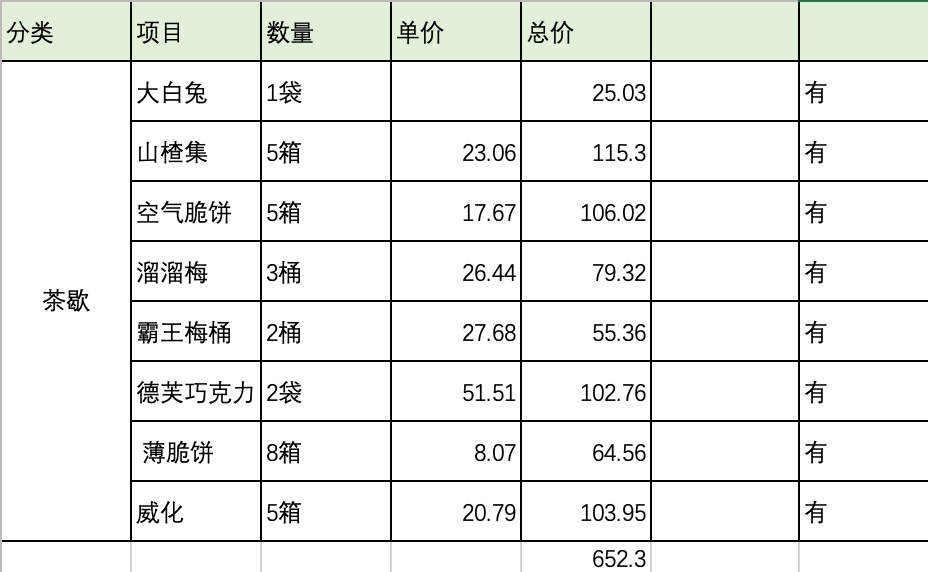 分类 项目 数量 单价 总价
大白兔 1袋 25.03 有
山楂集 5箱 23.06 115.3 有
空气脆饼 5箱 17.67 106.02 有
溜溜梅 3桶 26.44 79.32 有
茶歇
霸王梅桶 2桶 27.68 55.36 有
德芙巧克力 2袋 51.51 102.76 有
薄脆饼 8箱 8.07 64.56 有
威化 5箱 20.79 103.95 有
652.3